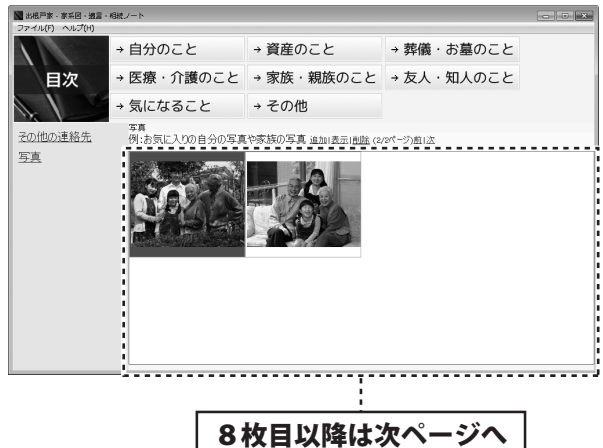 出根戸家・家系図・遺言・相続ノート
ファイル(F) ヘルプ(H)
目次
→ 自分のこと
→ 資産のこと
→ 葬儀・お墓のこと
→ 医療・介護のこと
→ 家族・親族のこと
→ 友人・知人のこと
→ 気になること
→ その他
その他の連絡先
写真
写真
例：お気に入りの自分の写真や家族の写真 追加|表示|削除 (2/2ページ)前|次
8枚目以降は次ページへ